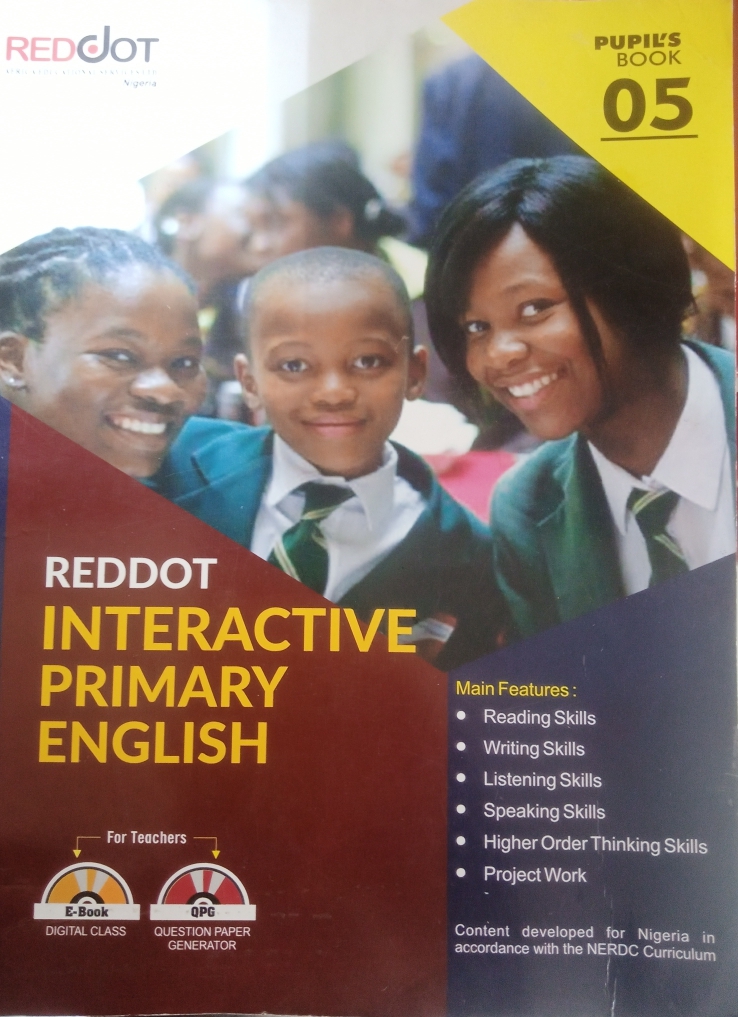 REDDOT
Nigeria
PUPIL'S
BOOK
05
REDDOT
INTERACTIVE
PRIMARY
ENGLISH
For Teachers
E-Book
DIGITAL CLASS
QPG
QUESTION PAPER
GENERATOR
Main Features :
• Reading Skills
• Writing Skills
• Listening Skills
• Speaking Skills
• Higher Order Thinking Skills
• Project Work
Content developed for Nigeria in
accordance with the NERDC Curriculum